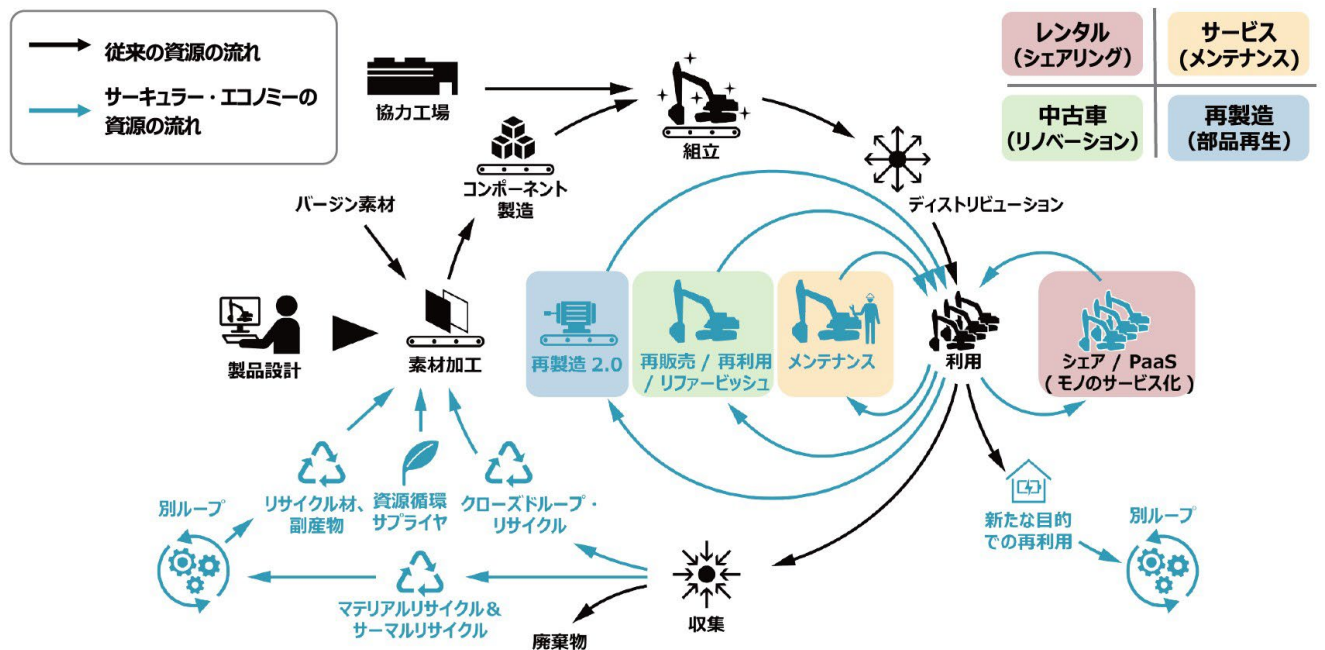 従来の資源の流れ
サーキュラー・エコノミーの
資源の流れ
レンタル
(シェアリング)
サービス
(メンテナンス)
中古車
(リノベーション)
再製造
(部品再生)
協力工場
組立
コンポーネント
製造
バージン素材
ディストリビューション
製品設計
素材加工
再製造 2.0
再販売 / 再利用
/ リファービッシュ
メンテナンス
利用
シェア / PaaS
( モノのサービス化 )
別ループ
リサイクル材、
副産物
資源循環
サプライヤ
クローズドループ・
リサイクル
新たな目的
での再利用
別ループ
マテリアルリサイクル＆
サーマルリサイクル
収集
廃棄物